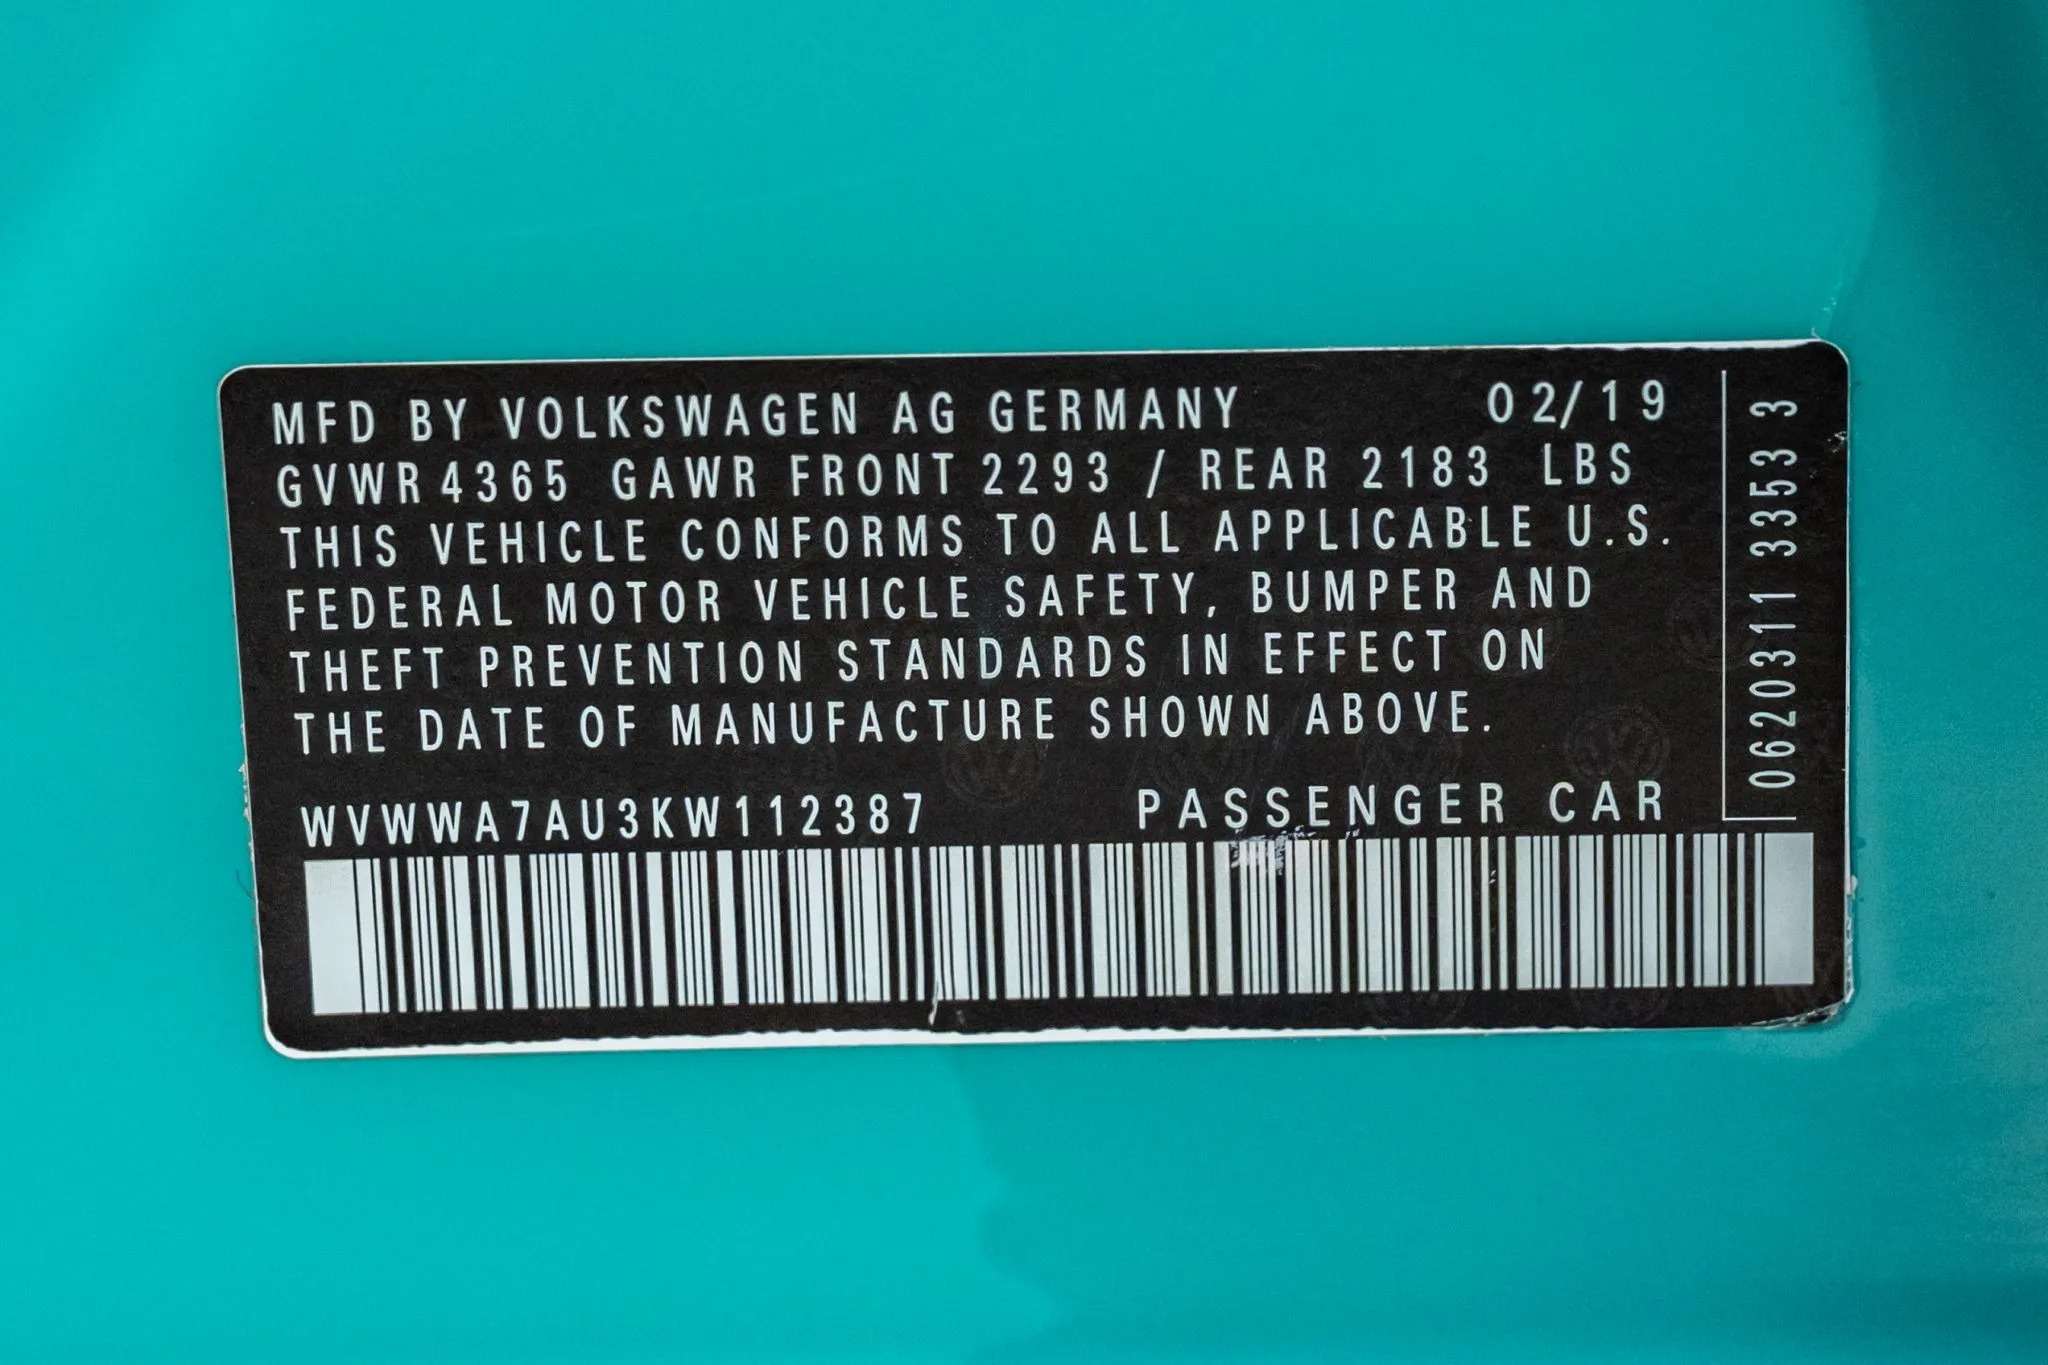 MFD BY VOLKSWAGEN AG GERMANY 02/19
GVWR 4365 GAWR FRONT 2293 / REAR 2183 LBS
THIS VEHICLE CONFORMS TO ALL APPLICABLE U.S.
FEDERAL MOTOR VEHICLE SAFETY, BUMPER AND
THEFT PREVENTION STANDARDS IN EFFECT ON
THE DATE OF MANUFACTURE SHOWN ABOVE.
WVWWA7AU3KW112387 PASSENGER CAR
0620311 3353 3